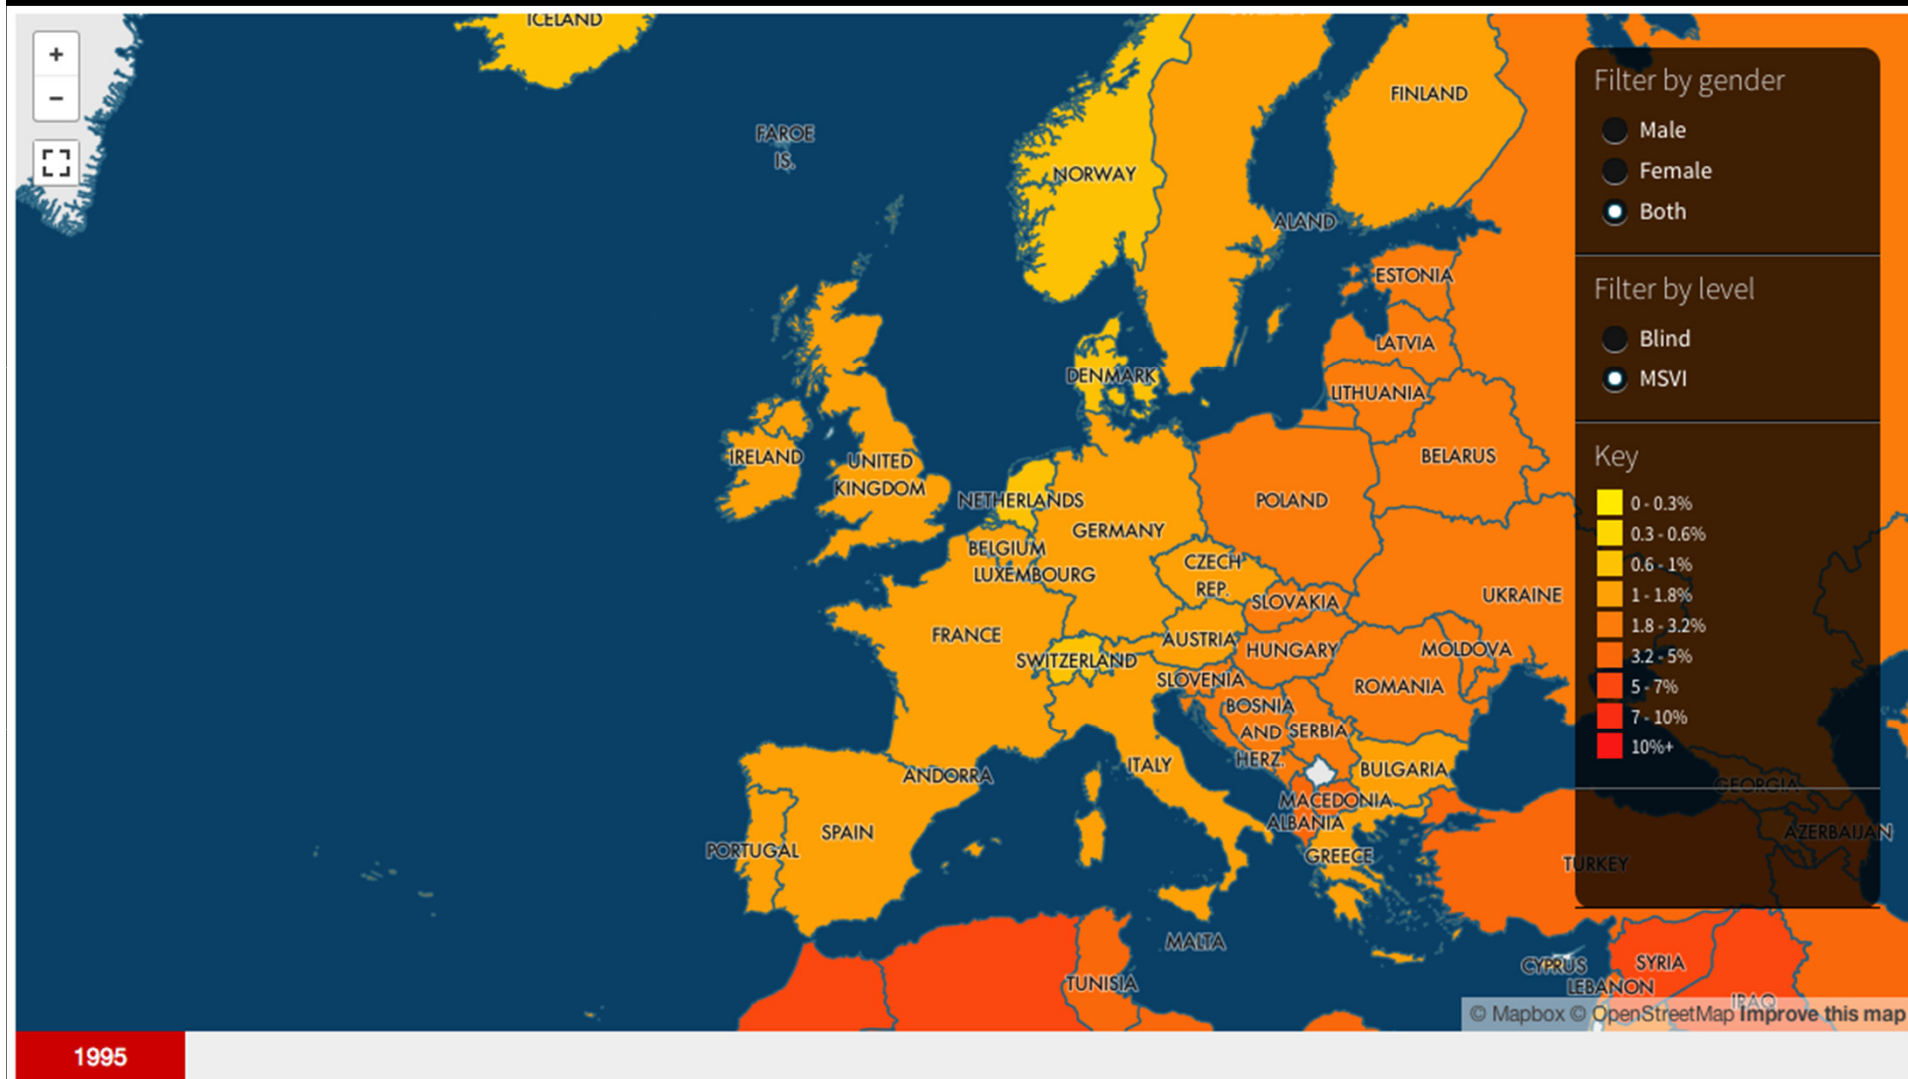 ICELAND
+
−
FAROE
IS.
FINLAND
NORWAY
ALAND
ESTONIA
LATVIA
DENMARK
LITHUANIA
BELARUS
IRELAND
UNITED
KINGDOM
NETHERLANDS
POLAND
GERMANY
BELGIUM
LUXEMBOURG
CZECH
REP.
SLOVAKIA
UKRAINE
FRANCE
AUSTRIA
HUNGARY
MOLDOVA
SWITZERLAND
SLOVENIA
ROMANIA
BOSNIA
AND
HERZ.
SERBIA
ITALY
ANDORRA
BULGARIA
MACEDONIA
ALBANIA
SPAIN
PORTUGAL
GREECE
GEORGIA
AZERBAIJAN
TURKEY
MALTA
TUNISIA
CYPRUS
SYRIA
LEBANON
IRAQ
Filter by gender
Male
Female
Both
Filter by level
Blind
MSVI
Key
0 - 0.3%
0.3 - 0.6%
0.6 - 1%
1 - 1.8%
1.8 - 3.2%
3.2 - 5%
5 - 7%
7 - 10%
10%+
© Mapbox © OpenStreetMap Improve this map
1995